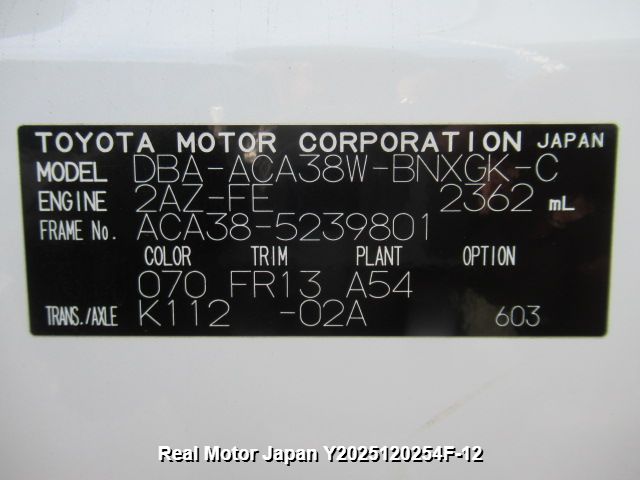 TOYOTA MOTOR CORPORATION JAPAN
MODEL DBA-ACA38W-BNXGK-C
ENGINE 2AZ-FE 2362 mL
FRAME No. ACA38-5239801
COLOR TRIM PLANT OPTION
070 FR13 A54
TRANS./AXLE K112 -02A 603
Real Motor Japan Y2025120254F-12